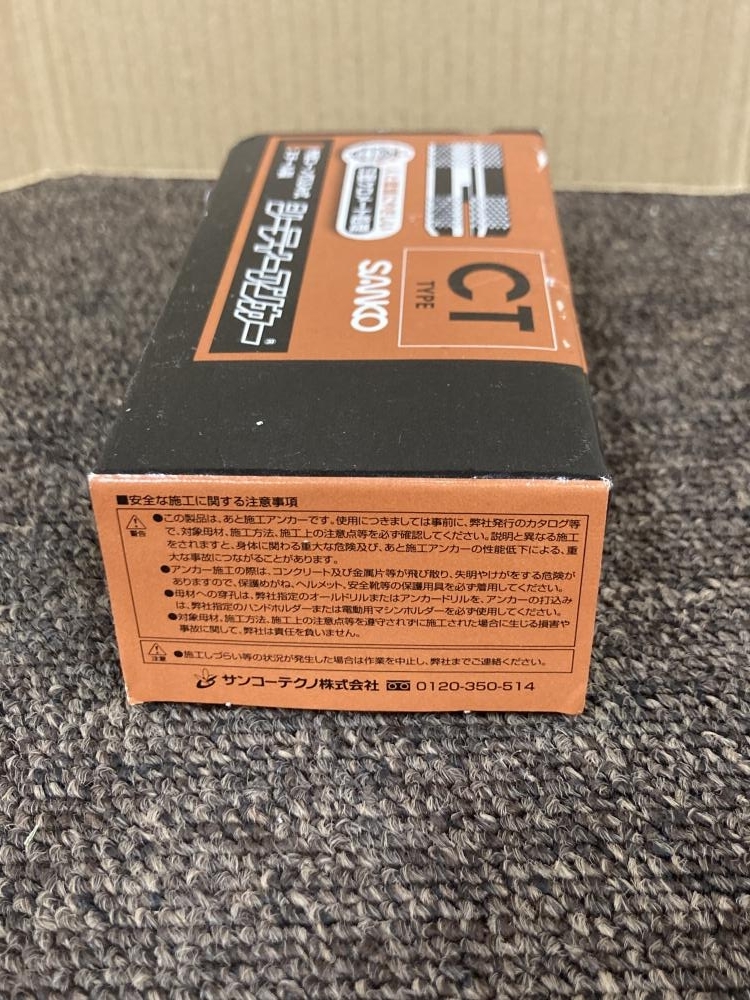 CT
TYPE
SANKO
®
■安全な施工に関する注意事項
警告
●この製品は、あと施工アンカーです。使用につきましては事前に、弊社発行のカタログ等
で、対象母材、施工方法、施工上の注意点等を必ず確認してください。説明と異なる施工
をされますと、身体に関わる重大な危険及び、あと施工アンカーの性能低下による、重
大な事故につながることがあります。
●アンカー施工の際は、コンクリート及び金属片等が飛び散り、失明やけがをする危険が
ありますので、保護めがね、ヘルメット、安全靴等の保護用具を必ず着用してください。
●母材への穿孔は、弊社指定のオールドリルまたはアンカードリルを、アンカーの打込み
は、弊社指定のハンドホルダーまたは電動用マシンホルダーを必ず使用してください。
●対象母材、施工方法、施工上の注意点等を遵守されずに施工された場合に生じる損害や
事故に関して、弊社は責任を負いません。
注意
●施工しづらい等の状況が発生した場合は作業を中止し、弊社までご連絡ください。
サンコーテクノ株式会社 0120-350-514